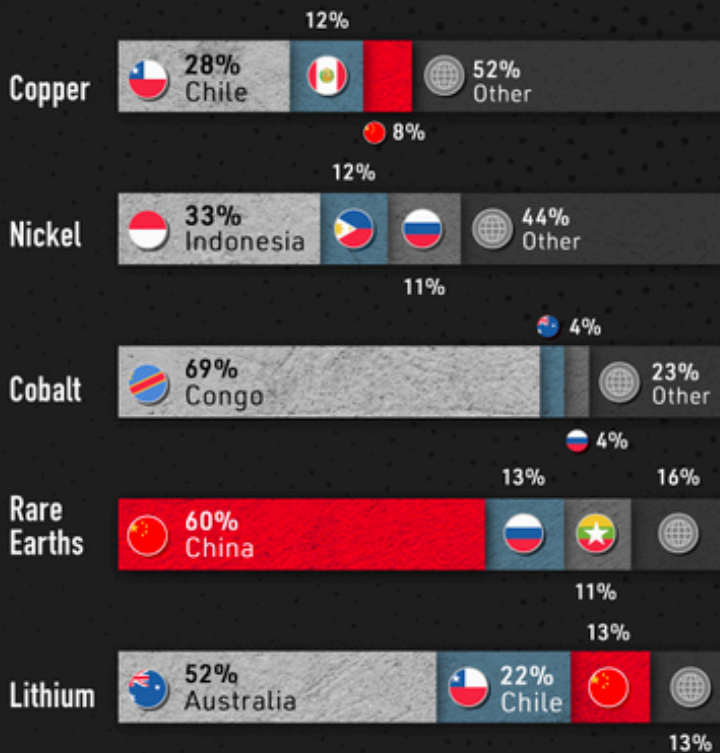 12%
Copper
28%
Chile
52%
Other
8%
12%
Nickel
33%
Indonesia
44%
Other
11%
4%
Cobalt
69%
Congo
23%
Other
4%
13%
16%
Rare
Earths
60%
China
11%
13%
Lithium
52%
Australia
22%
Chile
13%